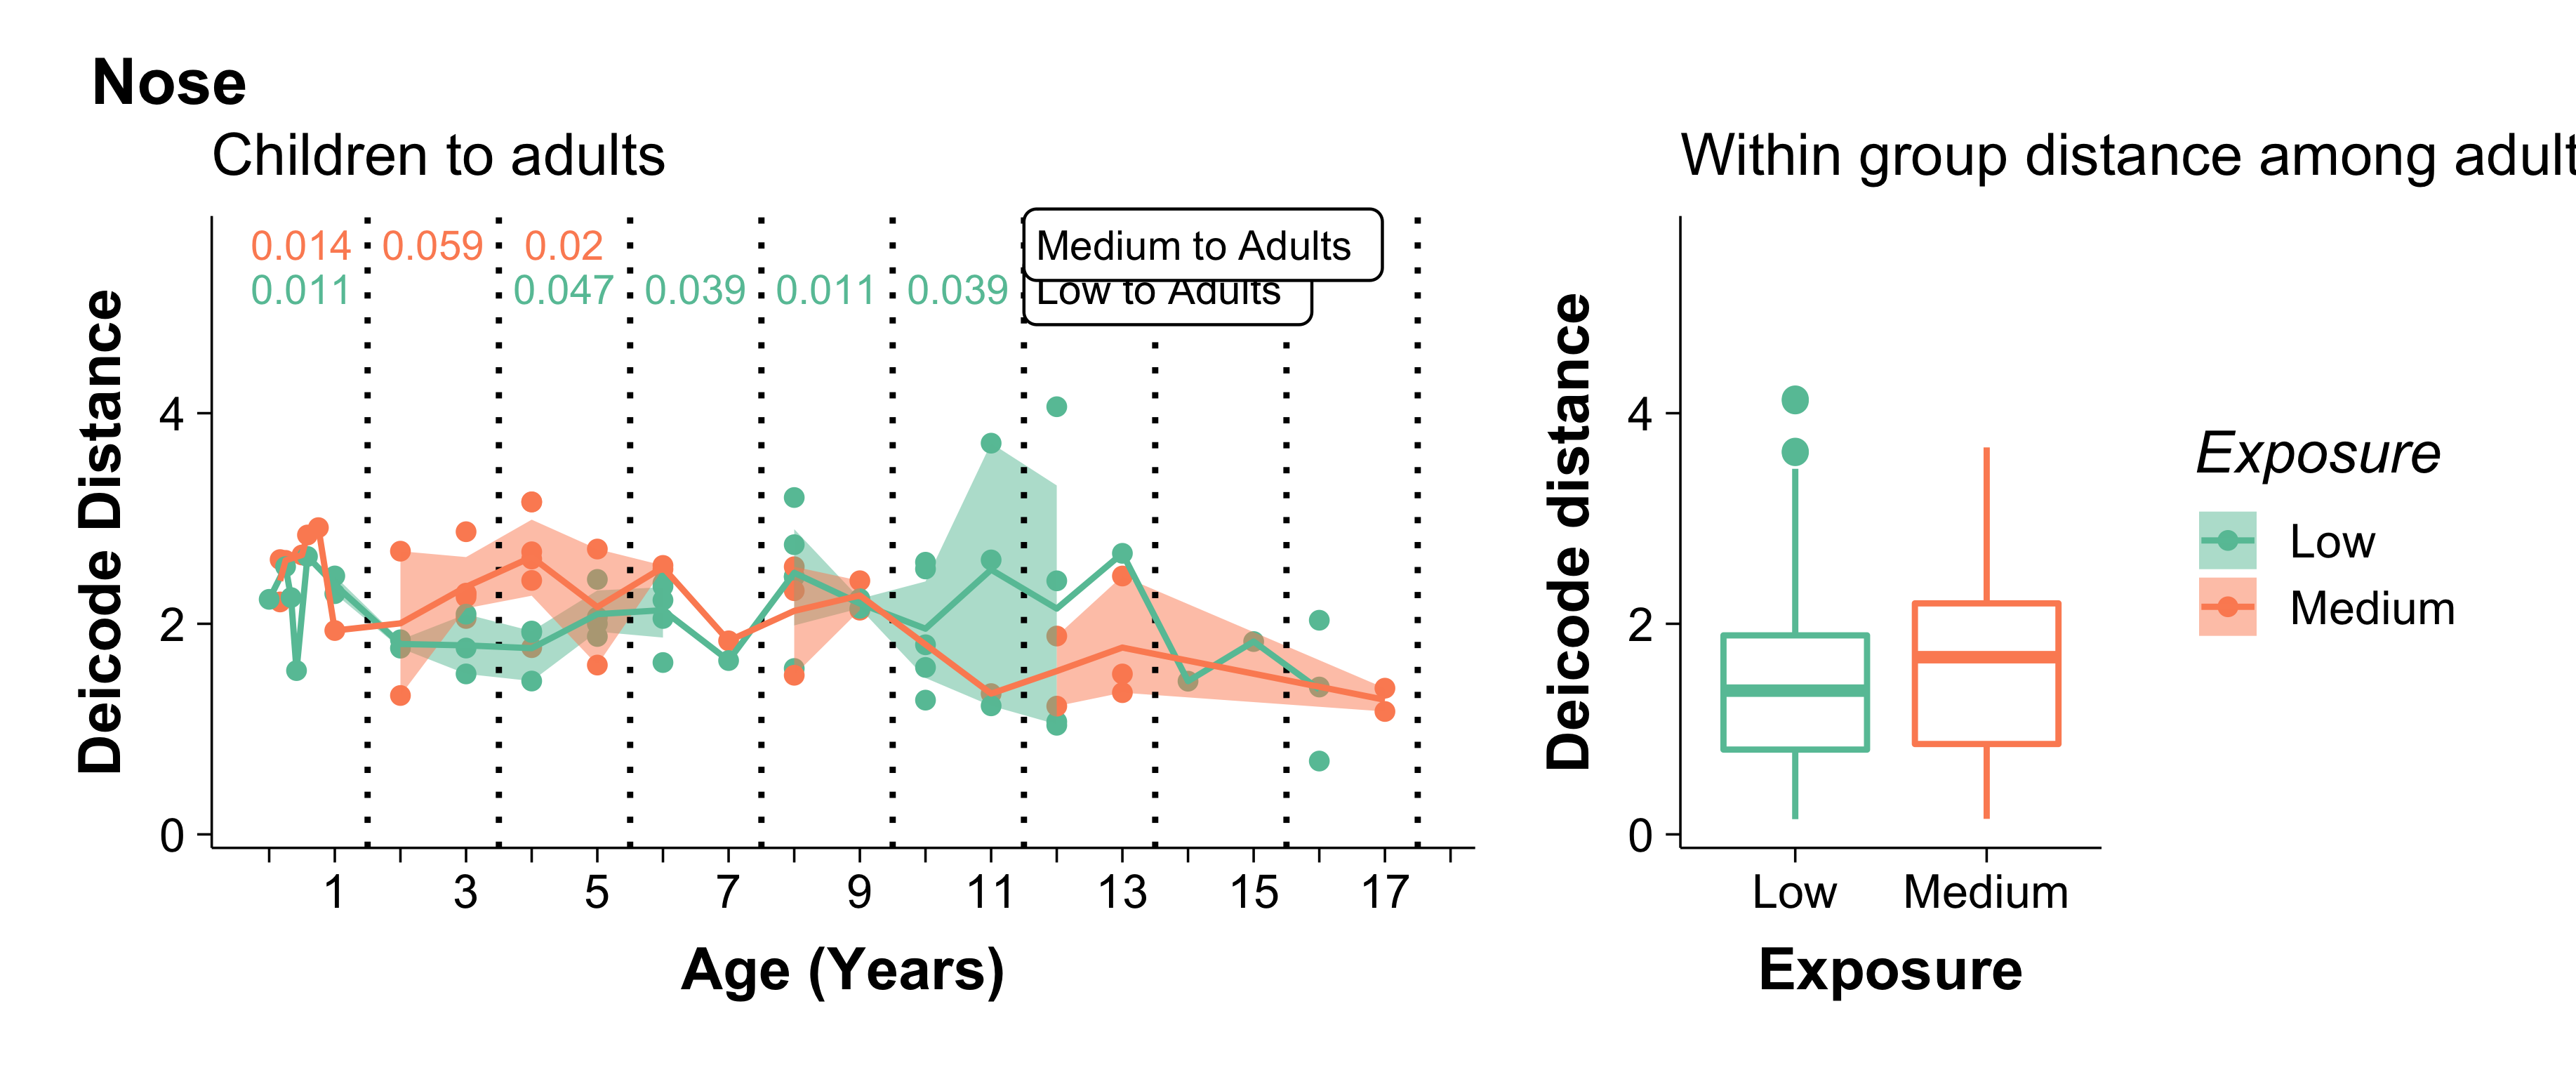 Nose
Children to adults
Within group distance among adult
0.014 0.059 0.02 Medium to Adults
0.011 0.047 0.039 0.011 0.039 Low to Adults
Deicode Distance
4
2
0
1 3 5 7 9 11 13 15 17
Age (Years)
Deicode distance
4
2
0
Low Medium
Exposure
Exposure
Low
Medium